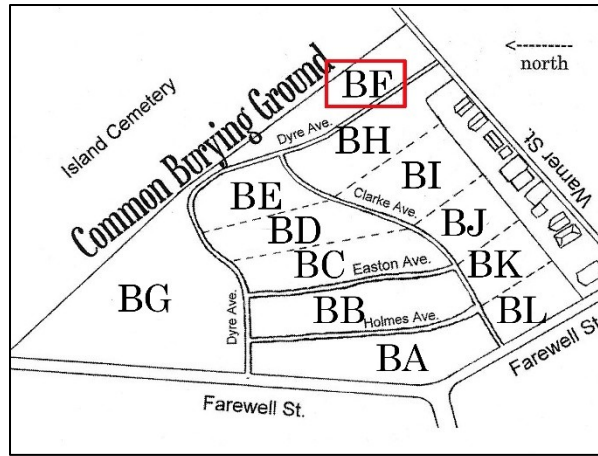 BF
<-----------
north
Island Cemetery
Common Burying Ground
Dyre Ave.
BH
Warner St.
BI
BE
Clarke Ave.
BJ
BD
BC
Easton Ave.
BK
BG
Dyre Ave.
BB
Holmes Ave.
BL
BA
Farewell St.
Farewell St.